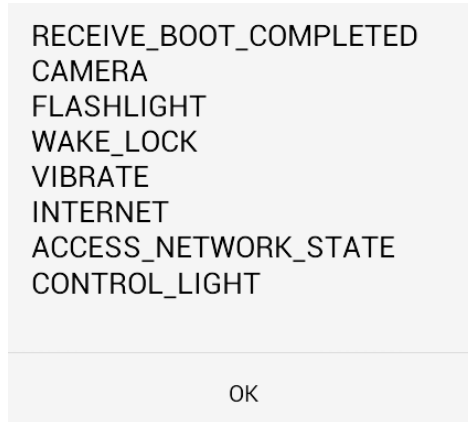 RECEIVE_BOOT_COMPLETED
CAMERA
FLASHLIGHT
WAKE_LOCK
VIBRATE
INTERNET
ACCESS_NETWORK_STATE
CONTROL_LIGHT
OK